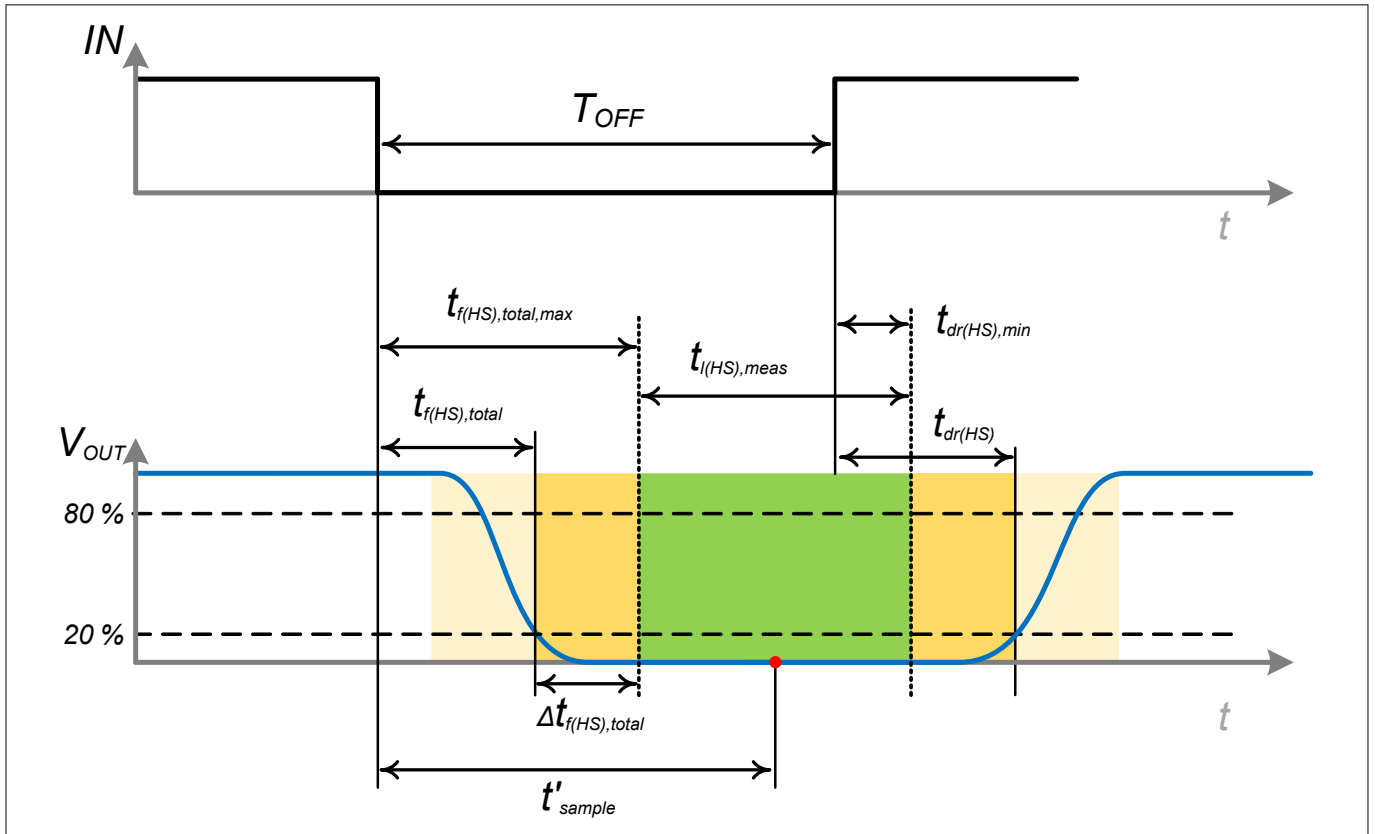 IN
T_OFF
t
t_f(HS),total,max
t_dr(HS),min
t_l(HS),meas
t_f(HS),total
t_dr(HS)
V_OUT
80 %
20 %
Δt_f(HS),total
t
t'_sample